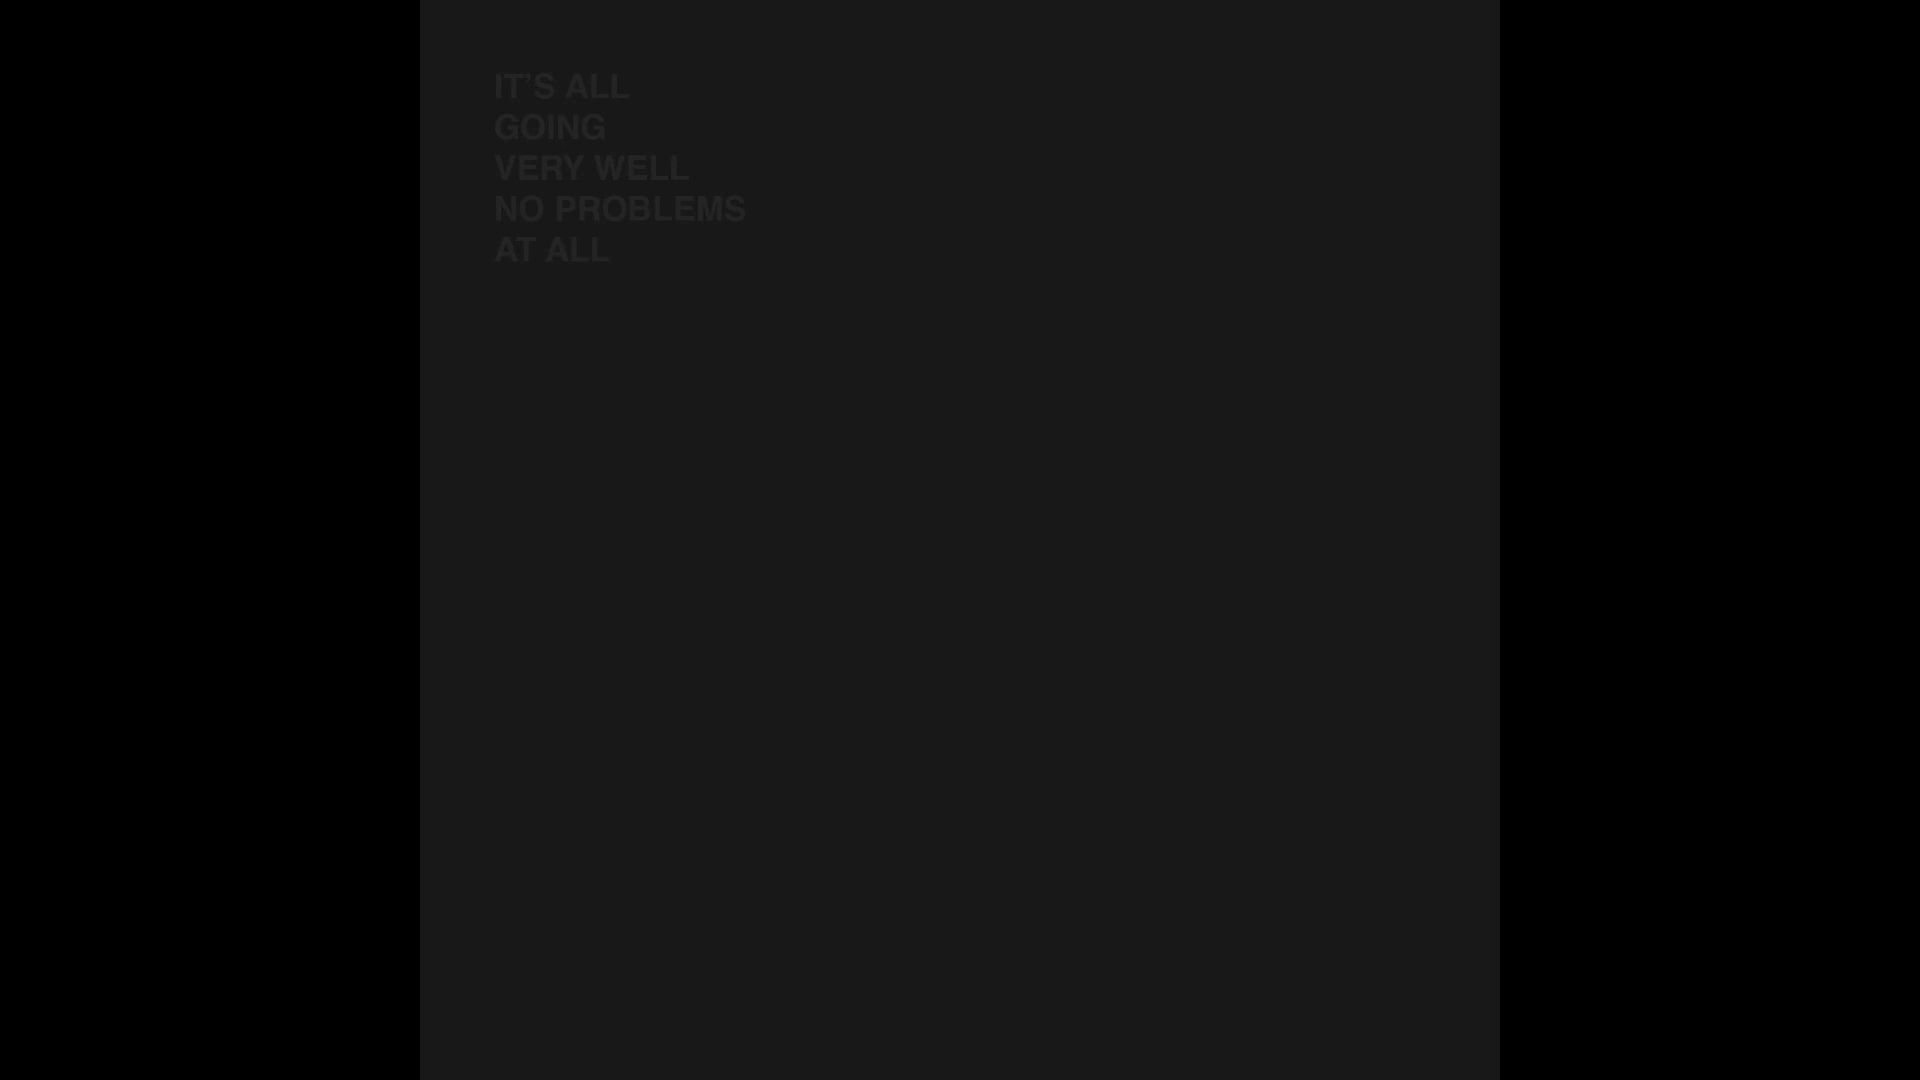 IT’S ALL
GOING
VERY WELL
NO PROBLEMS
AT ALL